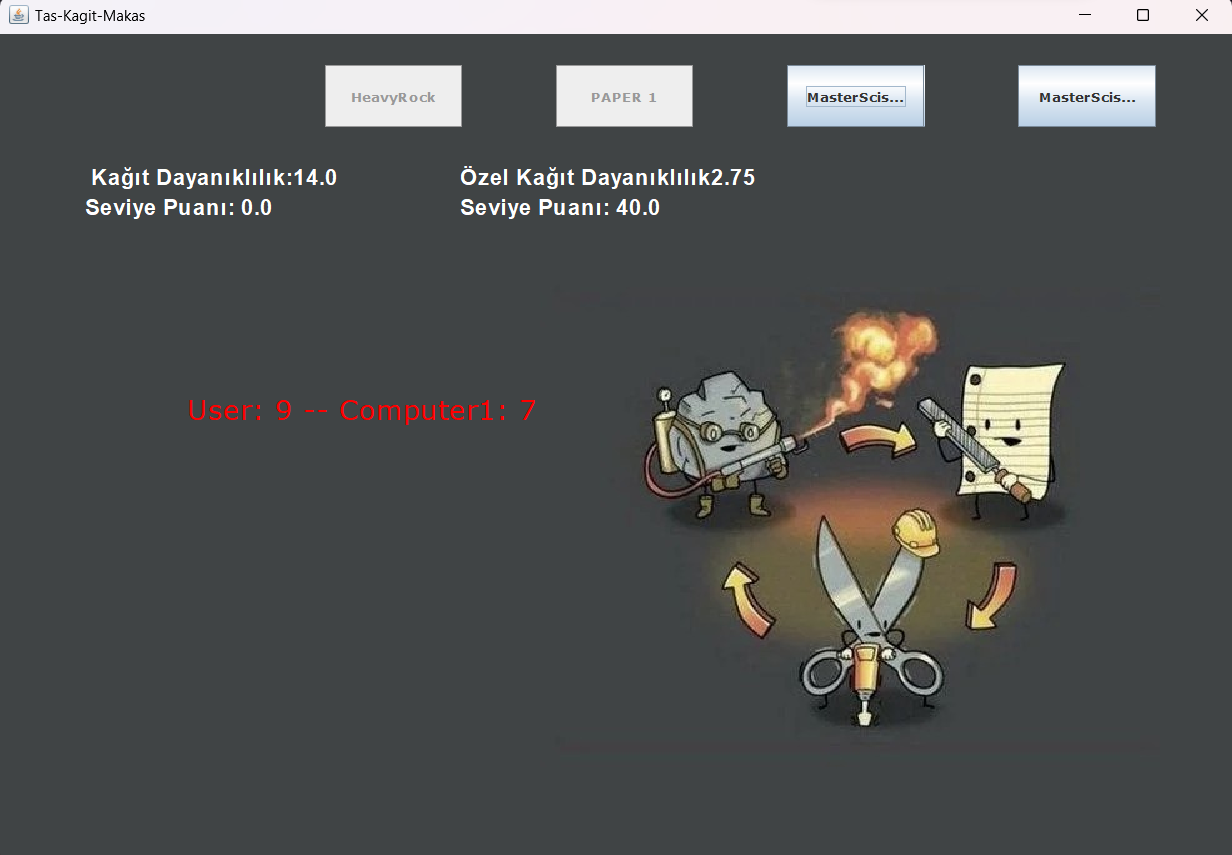 Tas-Kagit-Makas
HeavyRock
PAPER 1
MasterScis...
MasterScis...
Kağıt Dayanıklılık:14.0
Özel Kağıt Dayanıklılık2.75
Seviye Puanı: 0.0
Seviye Puanı: 40.0
User: 9 -- Computer1: 7